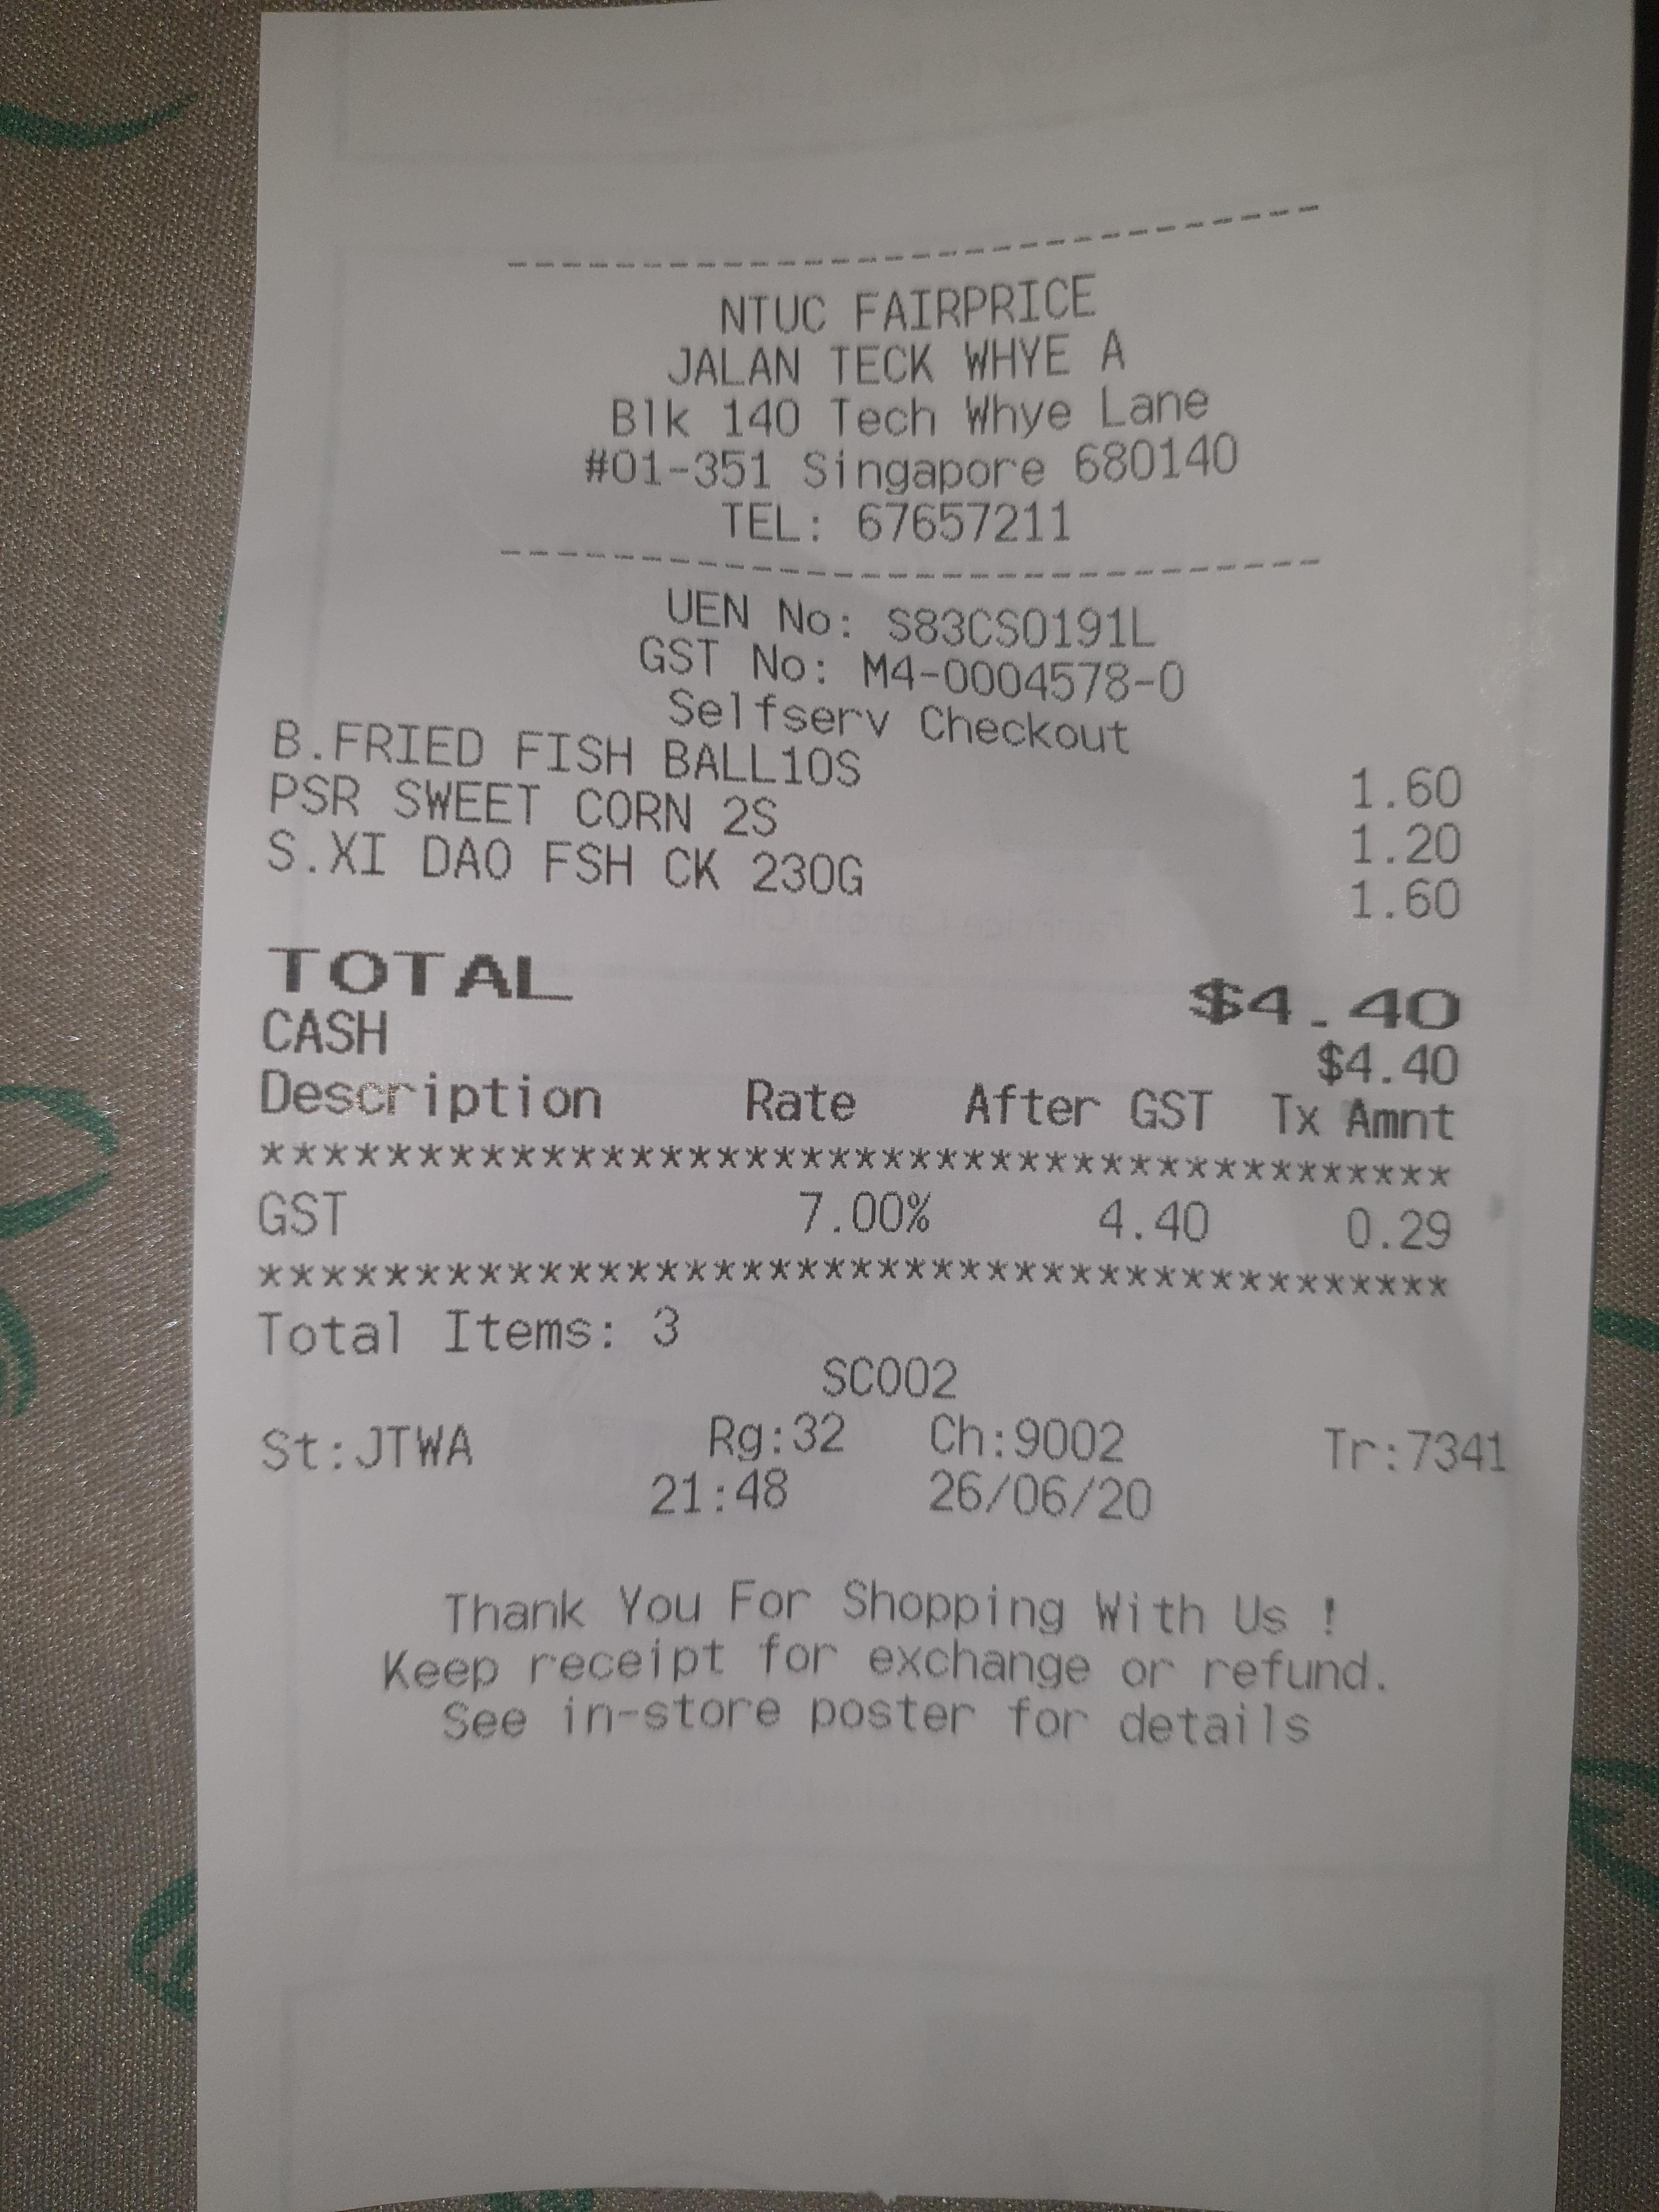 --------------------------------
NTUC FAIRPRICE
JALAN TECK WHYE A
Blk 140 Tech Whye Lane
#01-351 Singapore 680140
TEL: 67657211
--------------------------------
UEN No: S83CS0191L
GST No: M4-0004578-0
Selfserv Checkout
B.FRIED FISH BALL10S 1.60
PSR SWEET CORN 2S 1.20
S.XI DAO FSH CK 230G 1.60
TOTAL $4.40
CASH $4.40
Description Rate After GST Tx Amnt
******************************************
GST 7.00% 4.40 0.29
******************************************
Total Items: 3
SC002
St:JTWA Rg:32 Ch:9002 Tr:7341
21:48 26/06/20
Thank You For Shopping With Us !
Keep receipt for exchange or refund.
See in-store poster for details